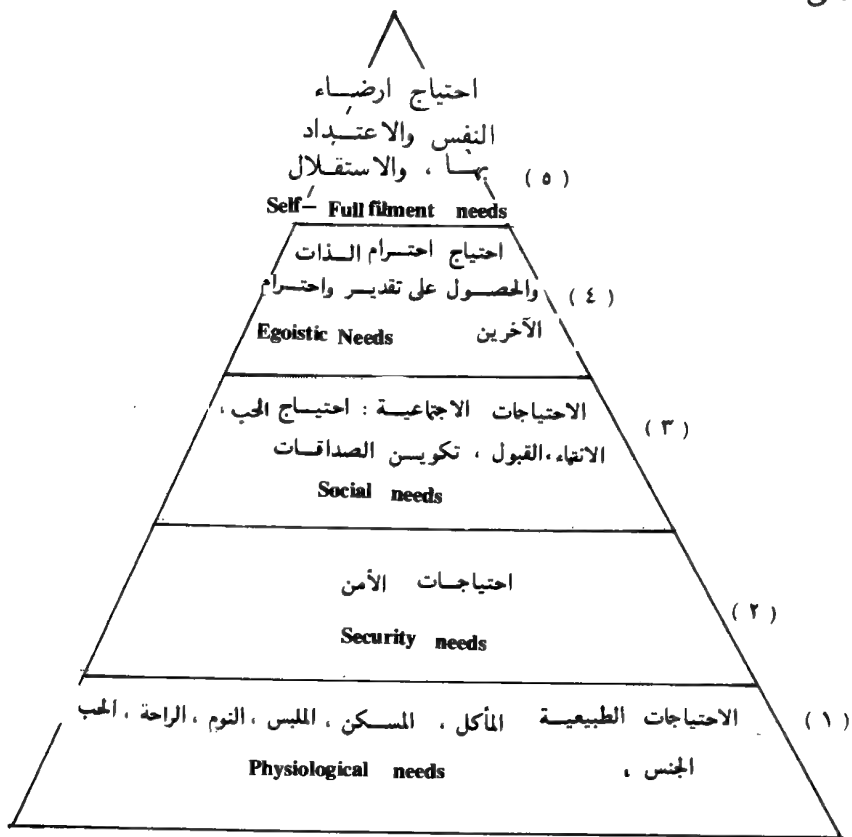 احتياج ارضاء
النفس والاعتداد
بها ، والاستقلال ( ٥ )
Self- Full filment needs
احتياج احترام الذات
والحصول على تقدير واحترام ( ٤ )
الآخرين Egoistic Needs
الاحتياجات الاجتماعية : احتياج الحب ،
( ٣ )
الانتهاء ، القبول ، تكوين الصداقات
Social needs
احتياجات الأمن
( ٢ )
Security needs
( ١ ) الاحتياجات الطبيعية المأكل ، المسكن ، الملبس ، النوم ، الراحة ، الحب
الجنس ، Physiological needs